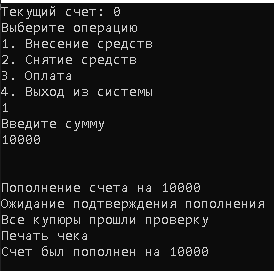 Текущий счет: 0
Выберите операцию
1. Внесение средств
2. Снятие средств
3. Оплата
4. Выход из системы
1
Введите сумму
10000
Пополнение счета на 10000
Ожидание подтверждения пополнения
Все купюры прошли проверку
Печать чека
Счет был пополнен на 10000